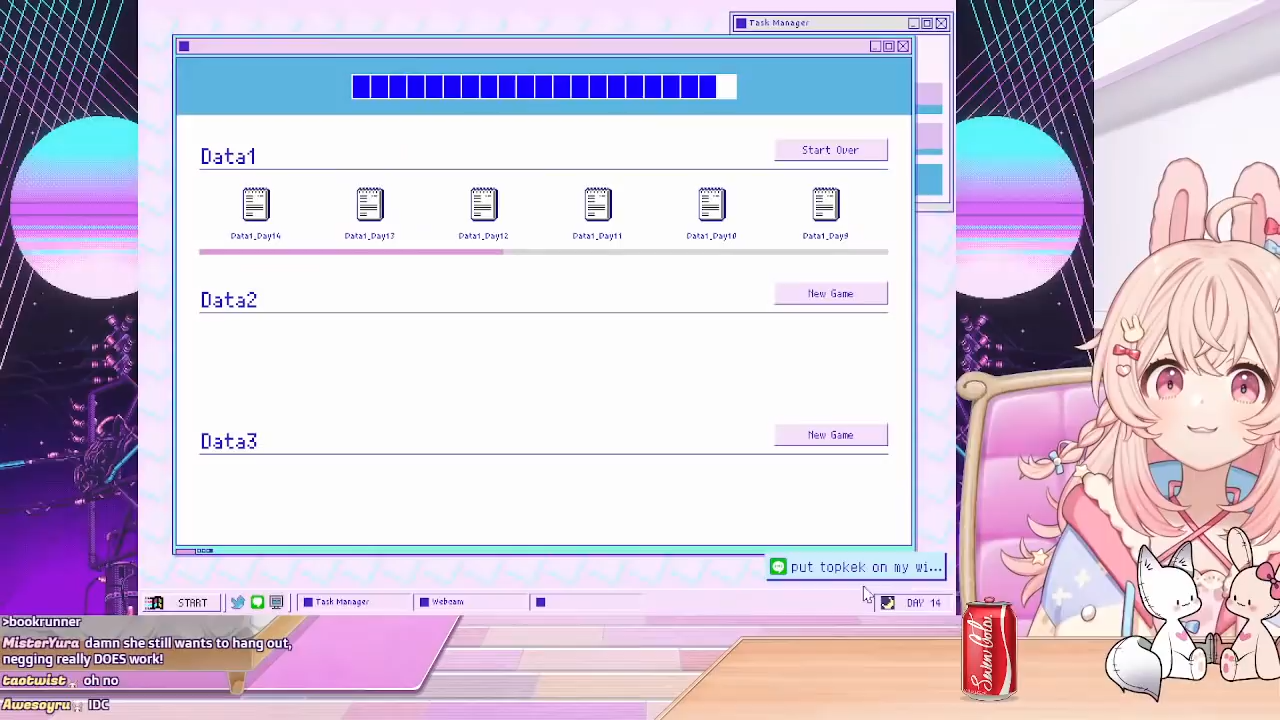 Task Manager
Data1
Start Over
Data1_Day14
Data1_Day13
Data1_Day12
Data1_Day11
Data1_Day10
Data1_Day9
Data2
New Game
Data3
New Game
put topkek on my wi...
START
Task Manager
Webcam
DAY 14
>bookrunner
MisterYura damn she still wants to hang out,
negging really DOES work!
taotwist oh no
Awesoyru IDC